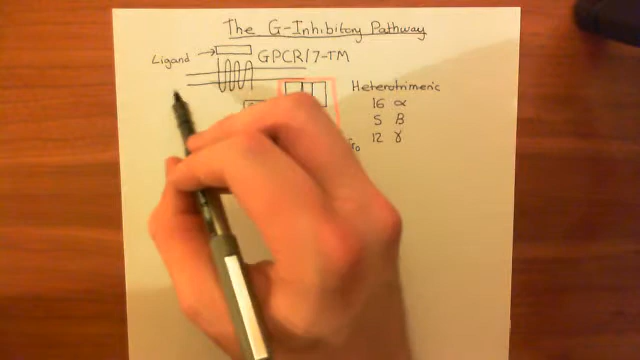 The G-Inhibitory Pathway
Ligand
GPCR/7-TM
Heterotrimeric
16 α
5 β
12 γ